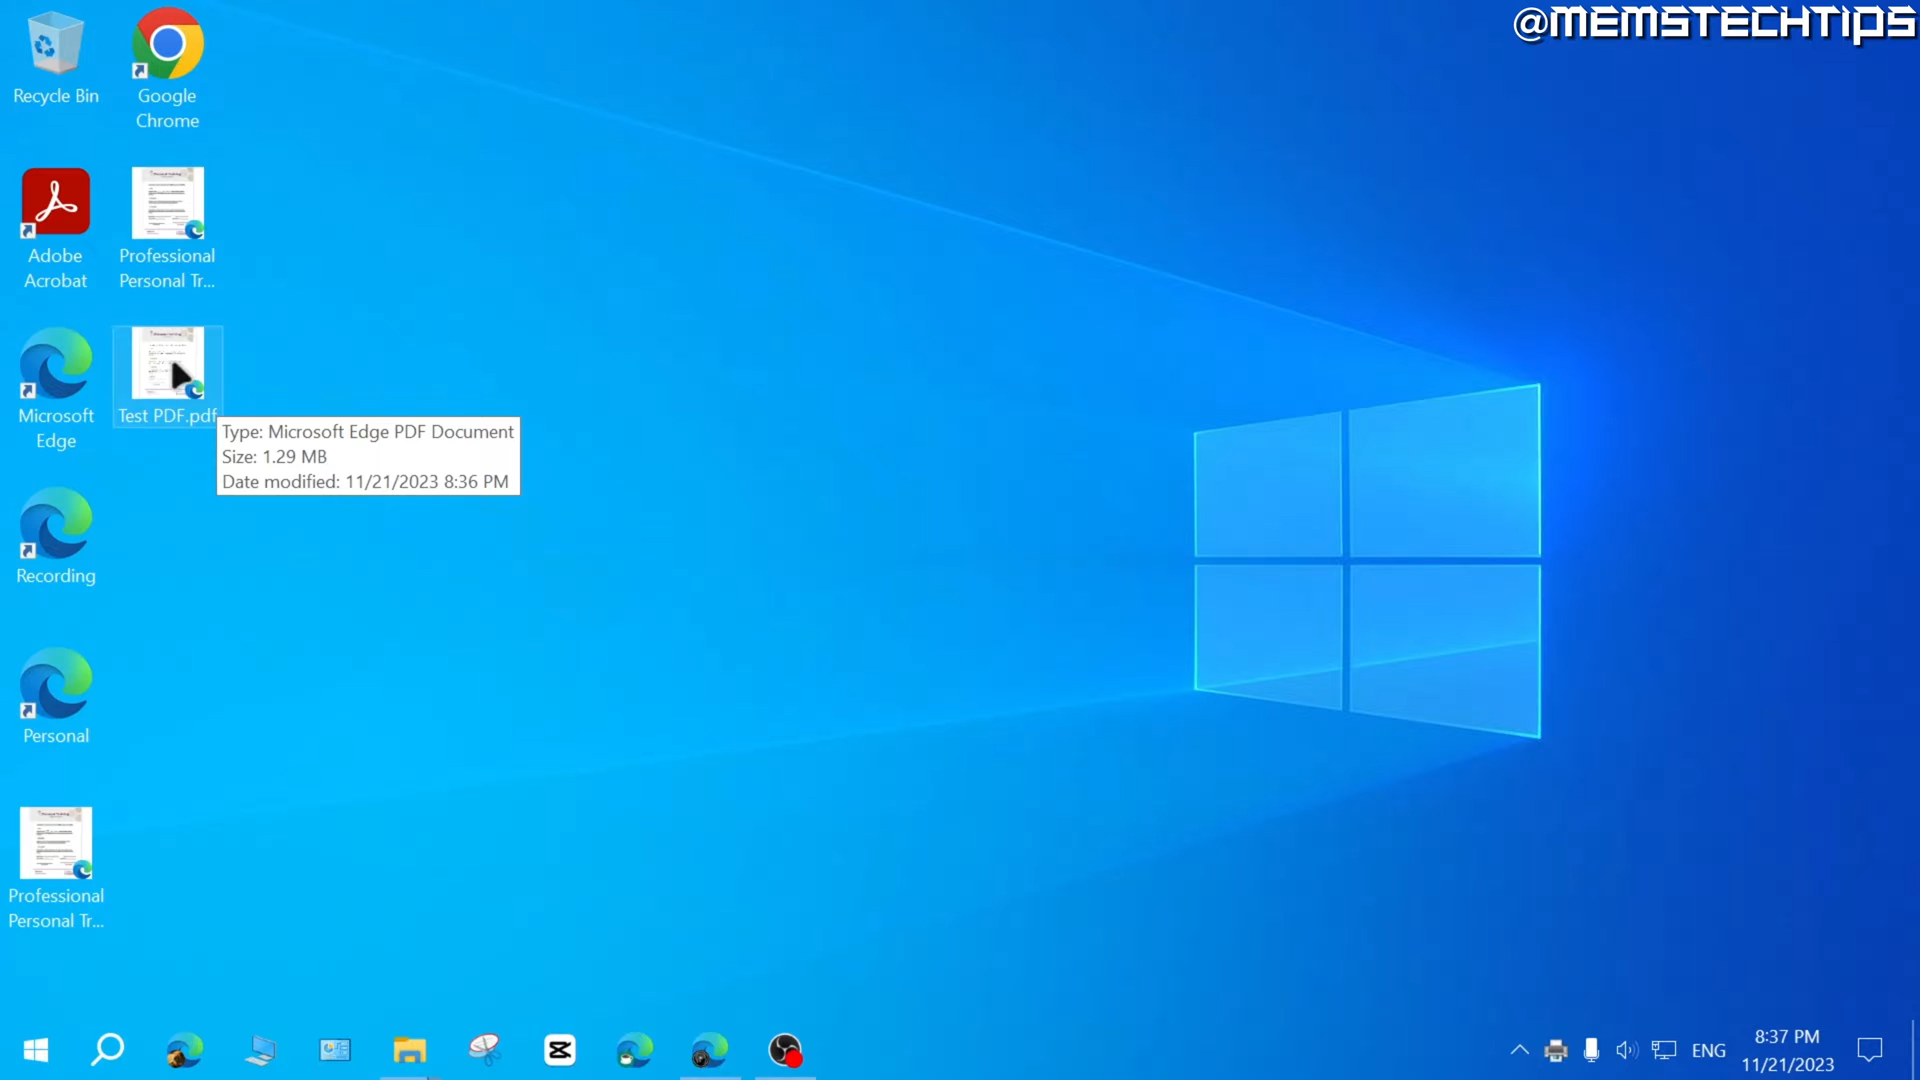 @MEMSTECHTIPS
Recycle Bin
Google
Chrome
Adobe
Acrobat
Professional
Personal Tr...
Microsoft
Edge
Test PDF.pdf
Type: Microsoft Edge PDF Document
Size: 1.29 MB
Date modified: 11/21/2023 8:36 PM
Recording
Personal
Professional
Personal Tr...
ENG
8:37 PM
11/21/2023